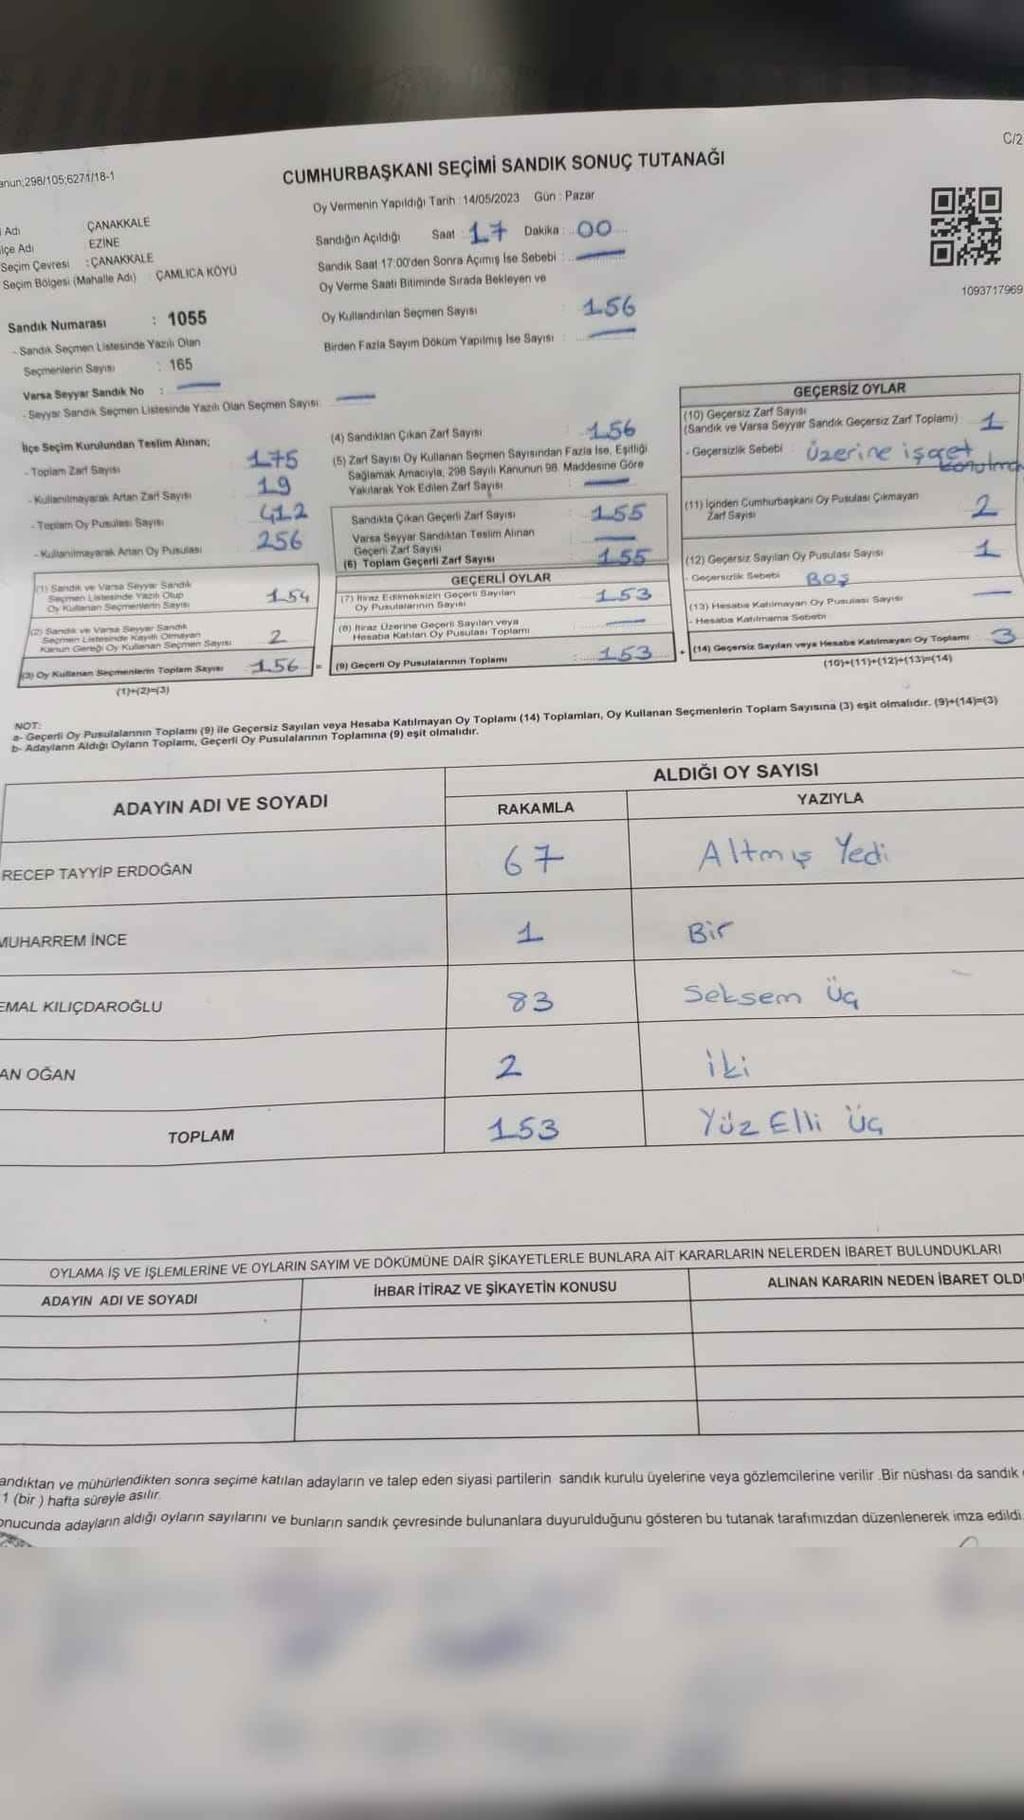 C/2
anun;298/105;6271/18-1
CUMHURBAŞKANI SEÇİMİ SANDIK SONUÇ TUTANAĞI
Oy Vermenin Yapıldığı Tarih : 14/05/2023 Gün : Pazar
Adı ÇANAKKALE
lçe Adı : EZİNE
Seçim Çevresi : ÇANAKKALE
Seçim Bölgesi (Mahalle Adı) ÇAMLICA KÖYÜ
Sandık Numarası : 1055
- Sandık Seçmen Listesinde Yazılı Olan
Seçmenlerin Sayısı : 165
Varsa Seyyar Sandık No :
- Seyyar Sandık Seçmen Listesinde Yazılı Olan Seçmen Sayısı:
Sandığın Açıldığı Saat : 17 Dakika : 00
Sandık Saat 17:00'den Sonra Açımış İse Sebebi :
Oy Verme Saati Bitiminde Sırada Bekleyen ve
Oy Kullandırılan Seçmen Sayısı : 156
Birden Fazla Sayım Döküm Yapılmış İse Sayısı :
1093717969
İlçe Seçim Kurulundan Teslim Alınan;
- Toplam Zarf Sayısı 175
- Kullanılmayarak Artan Zarf Sayısı 19
- Toplam Oy Pusulası Sayısı 412
- Kullanılmayarak Artan Oy Pusulası 256
(1) Sandık ve Varsa Seyyar Sandık
Seçmen Listesinde Yazılı Olup
Oy Kullanan Seçmenlerin Sayısı 154
(2) Sandık ve Varsa Seyyar Sandık
Seçmen Listesinde Kayıtlı Olmayan
Kanun Gereği Oy Kullanan Seçmen Sayısı 2
(3) Oy Kullanan Seçmenlerin Toplam Sayısı 156 =
(1)+(2)=(3)
(4) Sandıktan Çıkan Zarf Sayısı : 156
(5) Zarf Sayısı Oy Kullanan Seçmen Sayısından Fazla İse, Eşitliği
Sağlamak Amacıyla, 298 Sayılı Kanunun 98. Maddesine Göre
Yakılarak Yok Edilen Zarf Sayısı :
Sandıkta Çıkan Geçerli Zarf Sayısı : 155
Varsa Seyyar Sandıktan Teslim Alınan
Geçerli Zarf Sayısı
(6) Toplam Geçerli Zarf Sayısı : 155
GEÇERLİ OYLAR
(7) İtiraz Edilmeksizin Geçerli Sayılan
Oy Pusulalarının Sayısı : 153
(8) İtiraz Üzerine Geçerli Sayılan veya
Hesaba Katılan Oy Pusulası Toplamı :
(9) Geçerli Oy Pusulalarının Toplamı : 153 +
GEÇERSİZ OYLAR
(10) Geçersiz Zarf Sayısı
(Sandık ve Varsa Seyyar Sandık Geçersiz Zarf Toplamı) 1
- Geçersizlik Sebebi : Üzerine işaet
(11) İçinden Cumhurbaşkanı Oy Pusulası Çıkmayan
Zarf Sayısı 2
(12) Geçersiz Sayılan Oy Pusulası Sayısı 1
- Geçersizlik Sebebi BOŞ
(13) Hesaba Katılmayan Oy Pusulası Sayısı
- Hesaba Katılmama Sebebi
(14) Geçersiz Sayılan veya Hesaba Katılmayan Oy Toplamı 3
(10)+(11)+(12)+(13)=(14)
NOT:
a- Geçerli Oy Pusulalarının Toplamı (9) ile Geçersiz Sayılan veya Hesaba Katılmayan Oy Toplamı (14) Toplamları, Oy Kullanan Seçmenlerin Toplam Sayısına (3) eşit olmalıdır. (9)+(14)=(3)
b- Adayların Aldığı Oyların Toplamı, Geçerli Oy Pusulalarının Toplamına (9) eşit olmalıdır.
ADAYIN ADI VE SOYADI
ALDIĞI OY SAYISI
RAKAMLA YAZIYLA
RECEP TAYYİP ERDOĞAN 67 Altmış Yedi
MUHARREM İNCE 1 Bir
EMAL KILIÇDAROĞLU 83 Seksem Üç
AN OĞAN 2 İki
TOPLAM 153 Yüz Elli Üç
OYLAMA İŞ VE İŞLEMLERİNE VE OYLARIN SAYIM VE DÖKÜMÜNE DAİR ŞİKAYETLERLE BUNLARA AİT KARARLARIN NELERDEN İBARET BULUNDUKLARI
ADAYIN ADI VE SOYADI İHBAR İTİRAZ VE ŞİKAYETİN KONUSU ALINAN KARARIN NEDEN İBARET OLD
andıktan ve mühürlendikten sonra seçime katılan adayların ve talep eden siyasi partilerin sandık kurulu üyelerine veya gözlemcilerine verilir .Bir nüshası da sandık
1 (bir ) hafta süreyle asılır.
onucunda adayların aldığı oyların sayılarını ve bunların sandık çevresinde bulunanlara duyurulduğunu gösteren bu tutanak tarafımızdan düzenlenerek imza edildi.